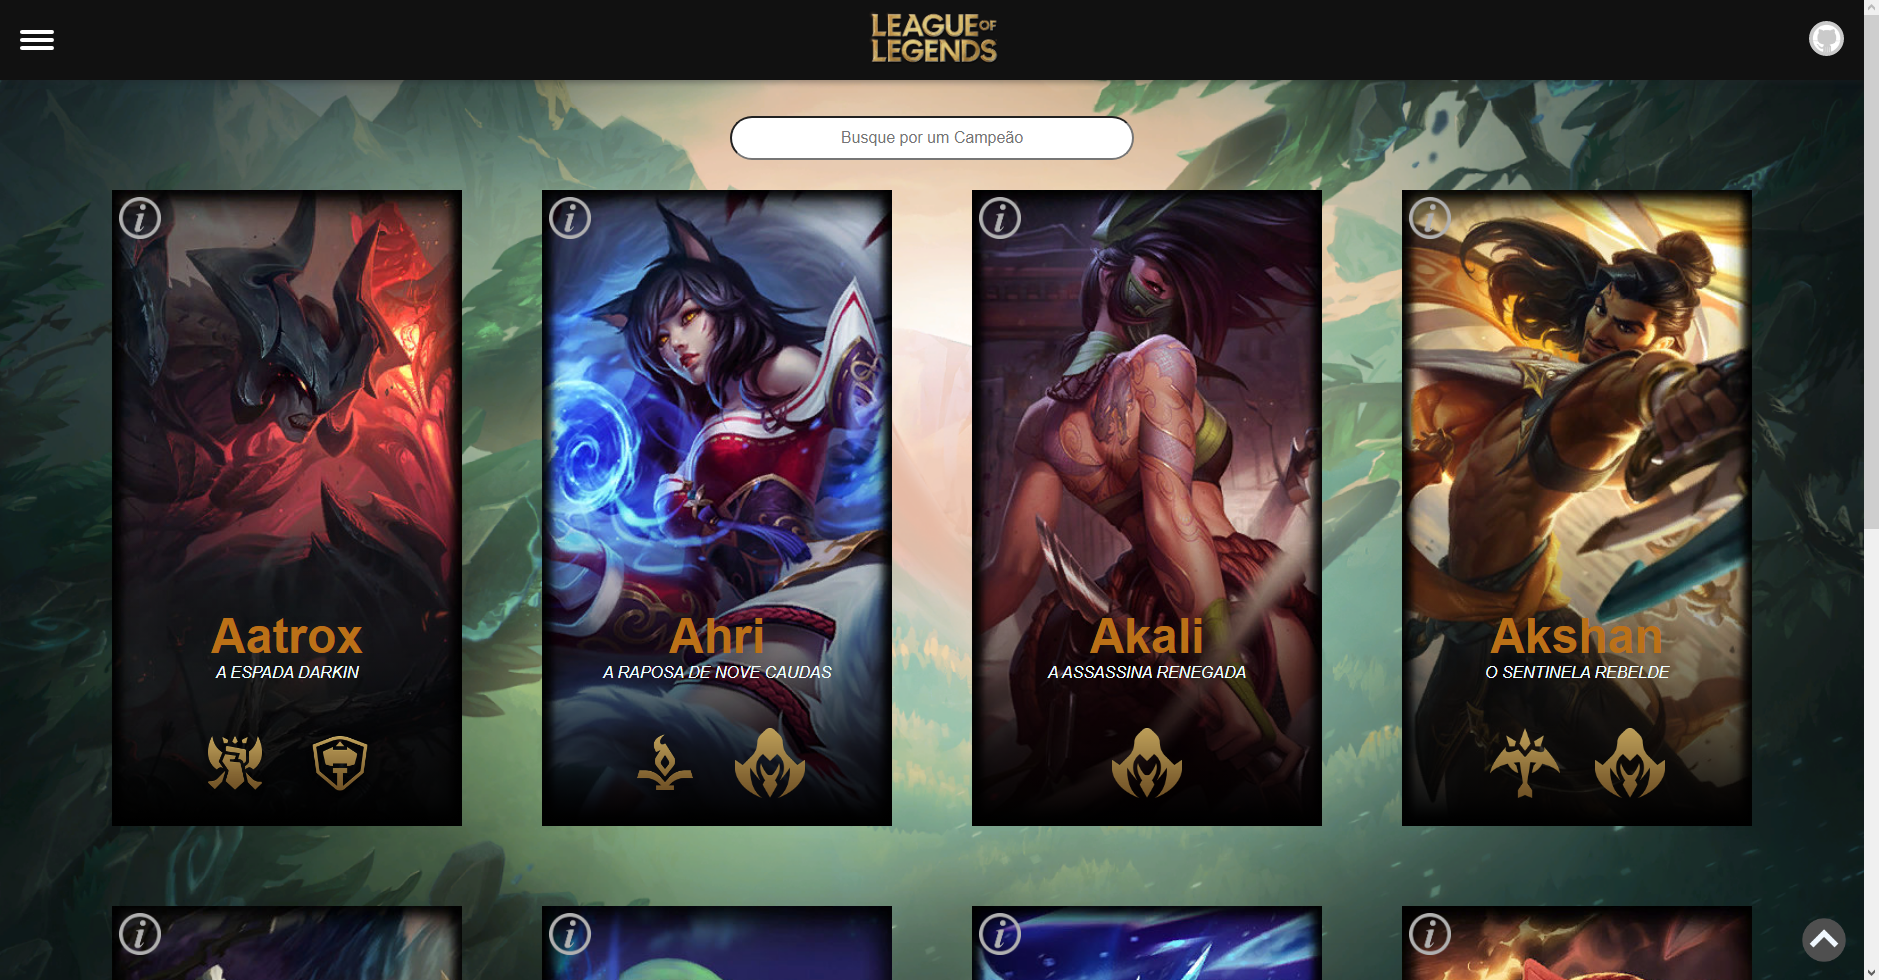 LEAGUE OF
LEGENDS
Busque por um Campeão
i
i
i
i
Aatrox
A ESPADA DARKIN
Ahri
A RAPOSA DE NOVE CAUDAS
Akali
A ASSASSINA RENEGADA
Akshan
O SENTINELA REBELDE
i
i
i
i